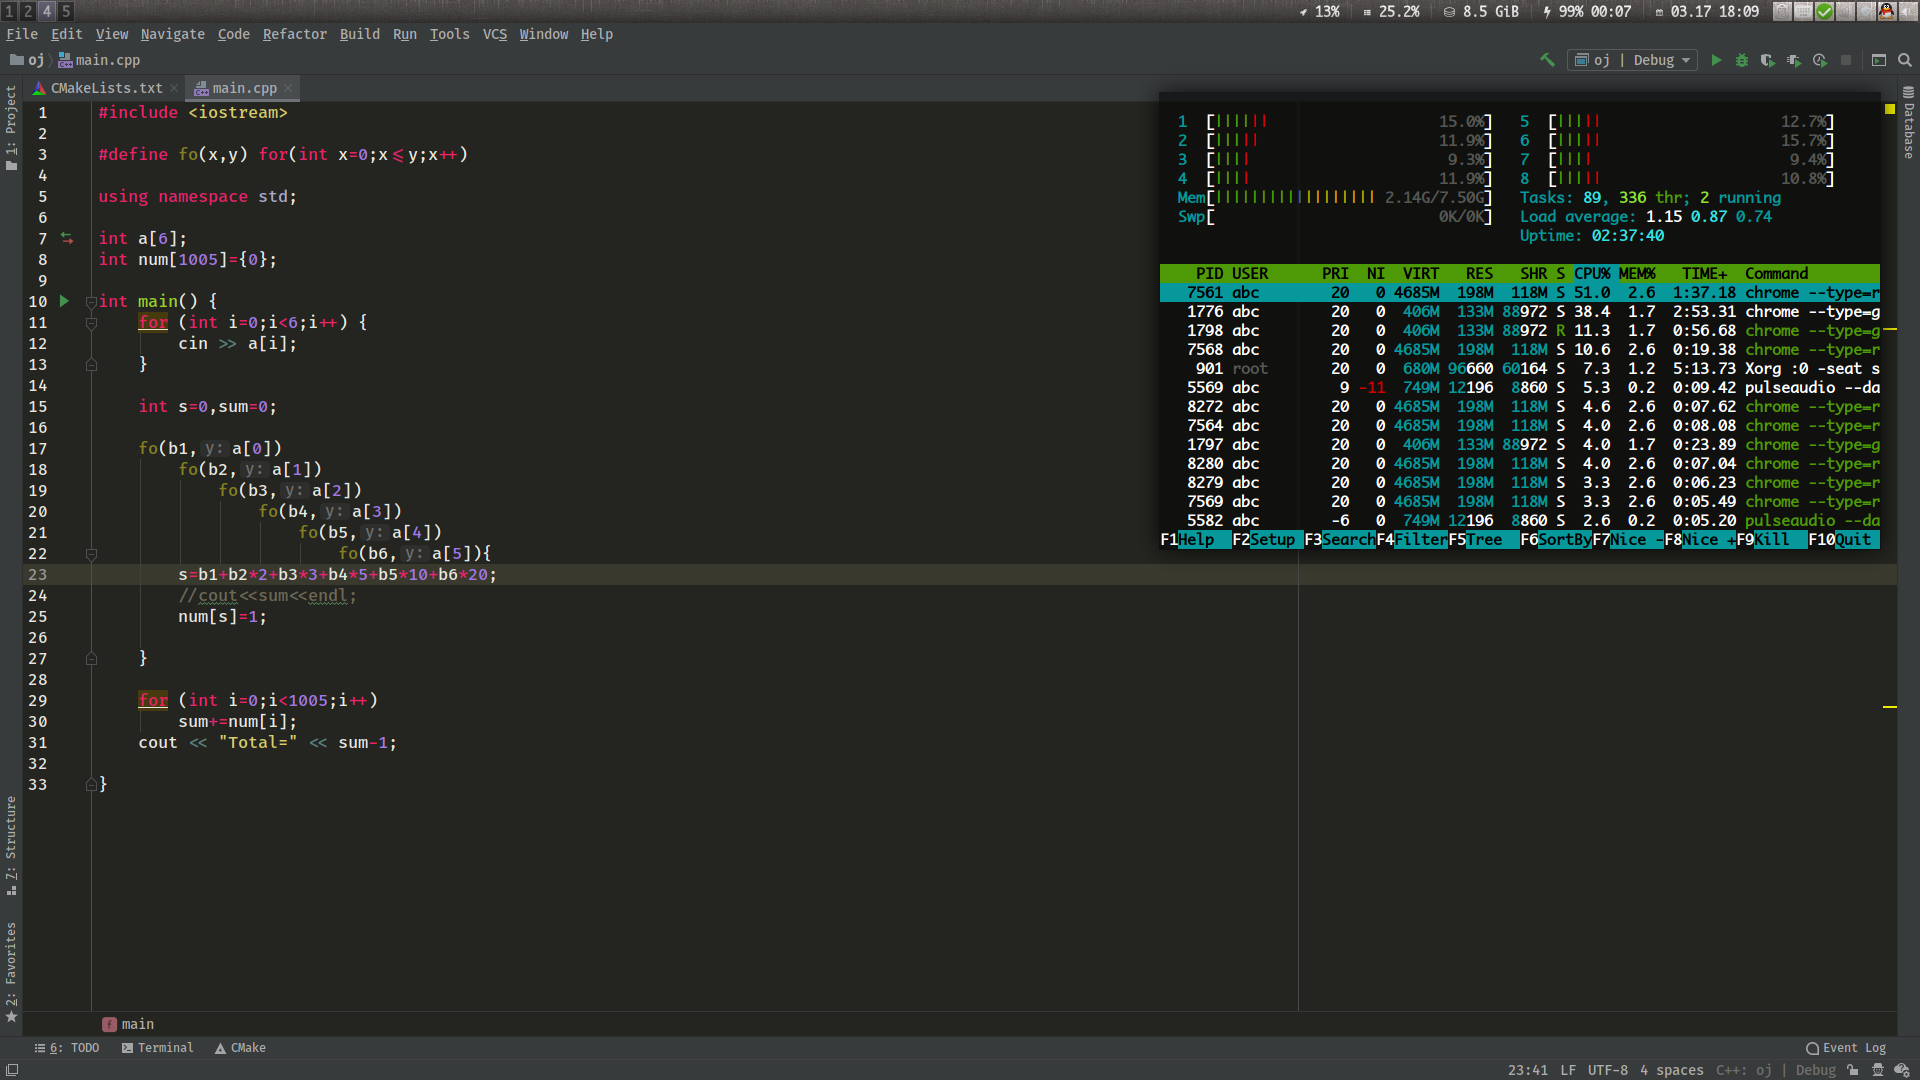 1 2 4 5 13% 25.2% 8.5 GiB 99% 00:07 03.17 18:09
File Edit View Navigate Code Refactor Build Run Tools VCS Window Help
oj main.cpp oj | Debug
CMakeLists.txt main.cpp
1: Project
7: Structure
2: Favorites
Database
1 #include <iostream>
2
3 #define fo(x,y) for(int x=0;x<=y;x++)
4
5 using namespace std;
6
7 int a[6];
8 int num[1005]={0};
9
10 int main() {
11 for (int i=0;i<6;i++) {
12 cin >> a[i];
13 }
14
15 int s=0,sum=0;
16
17 fo(b1, y: a[0])
18 fo(b2, y: a[1])
19 fo(b3, y: a[2])
20 fo(b4, y: a[3])
21 fo(b5, y: a[4])
22 fo(b6, y: a[5]){
23 s=b1+b2*2+b3*3+b4*5+b5*10+b6*20;
24 //cout<<sum<<endl;
25 num[s]=1;
26
27 }
28
29 for (int i=0;i<1005;i++)
30 sum+=num[i];
31 cout << "Total=" << sum-1;
32
33 }
1 [|||||| 15.0%] 5 [||||| 12.7%]
2 [||||| 11.9%] 6 [||||| 15.7%]
3 [|||| 9.3%] 7 [|||| 9.4%]
4 [|||| 11.9%] 8 [||||| 10.8%]
Mem[|||||||||||||||||| 2.14G/7.50G] Tasks: 89, 336 thr; 2 running
Swp[ 0K/0K] Load average: 1.15 0.87 0.74
Uptime: 02:37:40
PID USER PRI NI VIRT RES SHR S CPU% MEM% TIME+ Command
7561 abc 20 0 4685M 198M 118M S 51.0 2.6 1:37.18 chrome --type=r
1776 abc 20 0 406M 133M 88972 S 38.4 1.7 2:53.31 chrome --type=g
1798 abc 20 0 406M 133M 88972 R 11.3 1.7 0:56.68 chrome --type=g
7568 abc 20 0 4685M 198M 118M S 10.6 2.6 0:19.38 chrome --type=r
901 root 20 0 680M 96660 60164 S 7.3 1.2 5:13.73 Xorg :0 -seat s
5569 abc 9 -11 749M 12196 8860 S 5.3 0.2 0:09.42 pulseaudio --da
8272 abc 20 0 4685M 198M 118M S 4.6 2.6 0:07.62 chrome --type=r
7564 abc 20 0 4685M 198M 118M S 4.0 2.6 0:08.08 chrome --type=r
1797 abc 20 0 406M 133M 88972 S 4.0 1.7 0:23.89 chrome --type=g
8280 abc 20 0 4685M 198M 118M S 4.0 2.6 0:07.04 chrome --type=r
8279 abc 20 0 4685M 198M 118M S 3.3 2.6 0:06.23 chrome --type=r
7569 abc 20 0 4685M 198M 118M S 3.3 2.6 0:05.49 chrome --type=r
5582 abc -6 0 749M 12196 8860 S 2.6 0.2 0:05.20 pulseaudio --da
F1Help F2Setup F3SearchF4FilterF5Tree F6SortByF7Nice -F8Nice +F9Kill F10Quit
f main
6: TODO Terminal CMake Event Log
23:41 LF UTF-8 4 spaces C++: oj | Debug